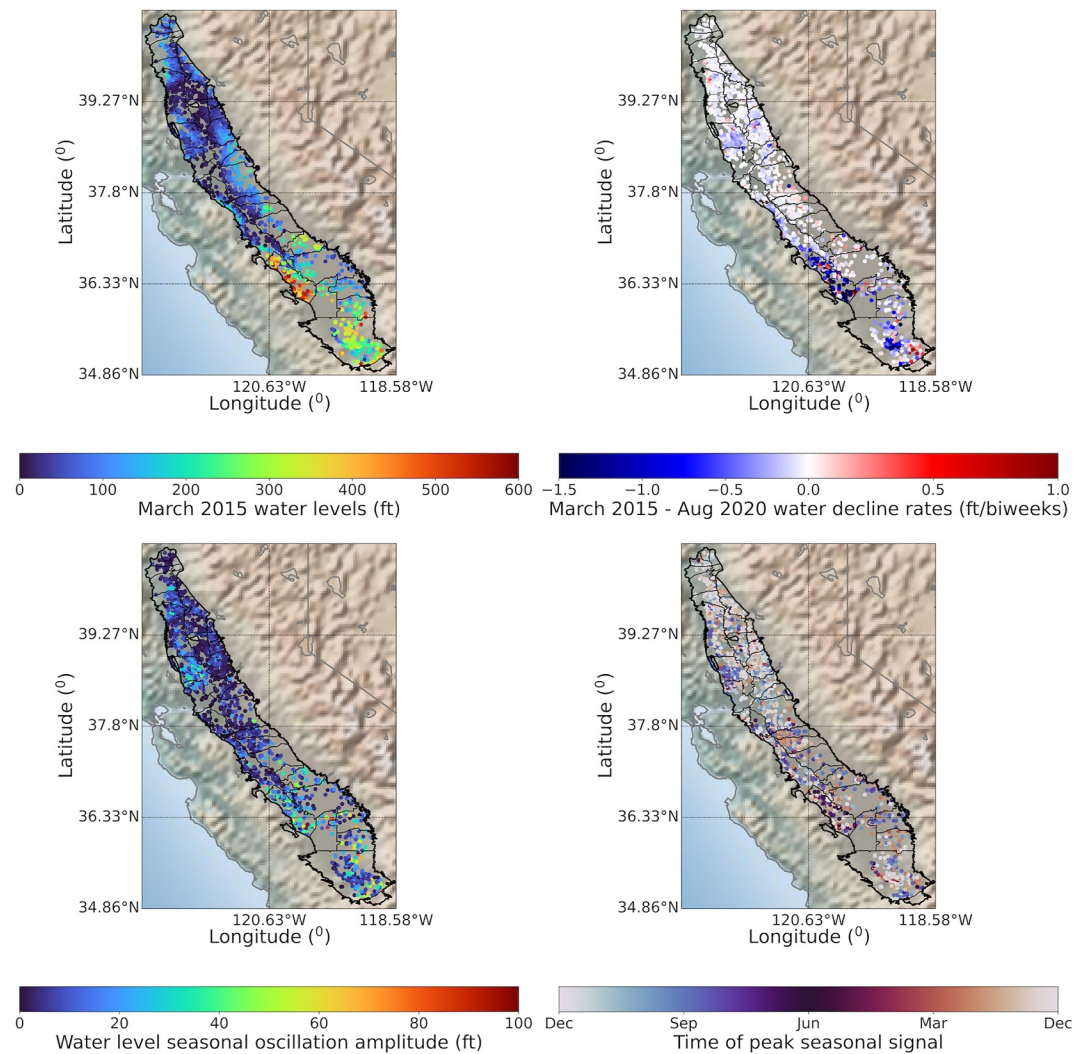 39.27°N
37.8°N
36.33°N
34.86°N
Latitude (⁰)
120.63°W 118.58°W
Longitude (⁰)
39.27°N
37.8°N
36.33°N
34.86°N
Latitude (⁰)
120.63°W 118.58°W
Longitude (⁰)
0 100 200 300 400 500 600
March 2015 water levels (ft)
−1.5 −1.0 −0.5 0.0 0.5 1.0
March 2015 - Aug 2020 water decline rates (ft/biweeks)
39.27°N
37.8°N
36.33°N
34.86°N
Latitude (⁰)
120.63°W 118.58°W
Longitude (⁰)
39.27°N
37.8°N
36.33°N
34.86°N
Latitude (⁰)
120.63°W 118.58°W
Longitude (⁰)
0 20 40 60 80 100
Water level seasonal oscillation amplitude (ft)
Dec Sep Jun Mar Dec
Time of peak seasonal signal